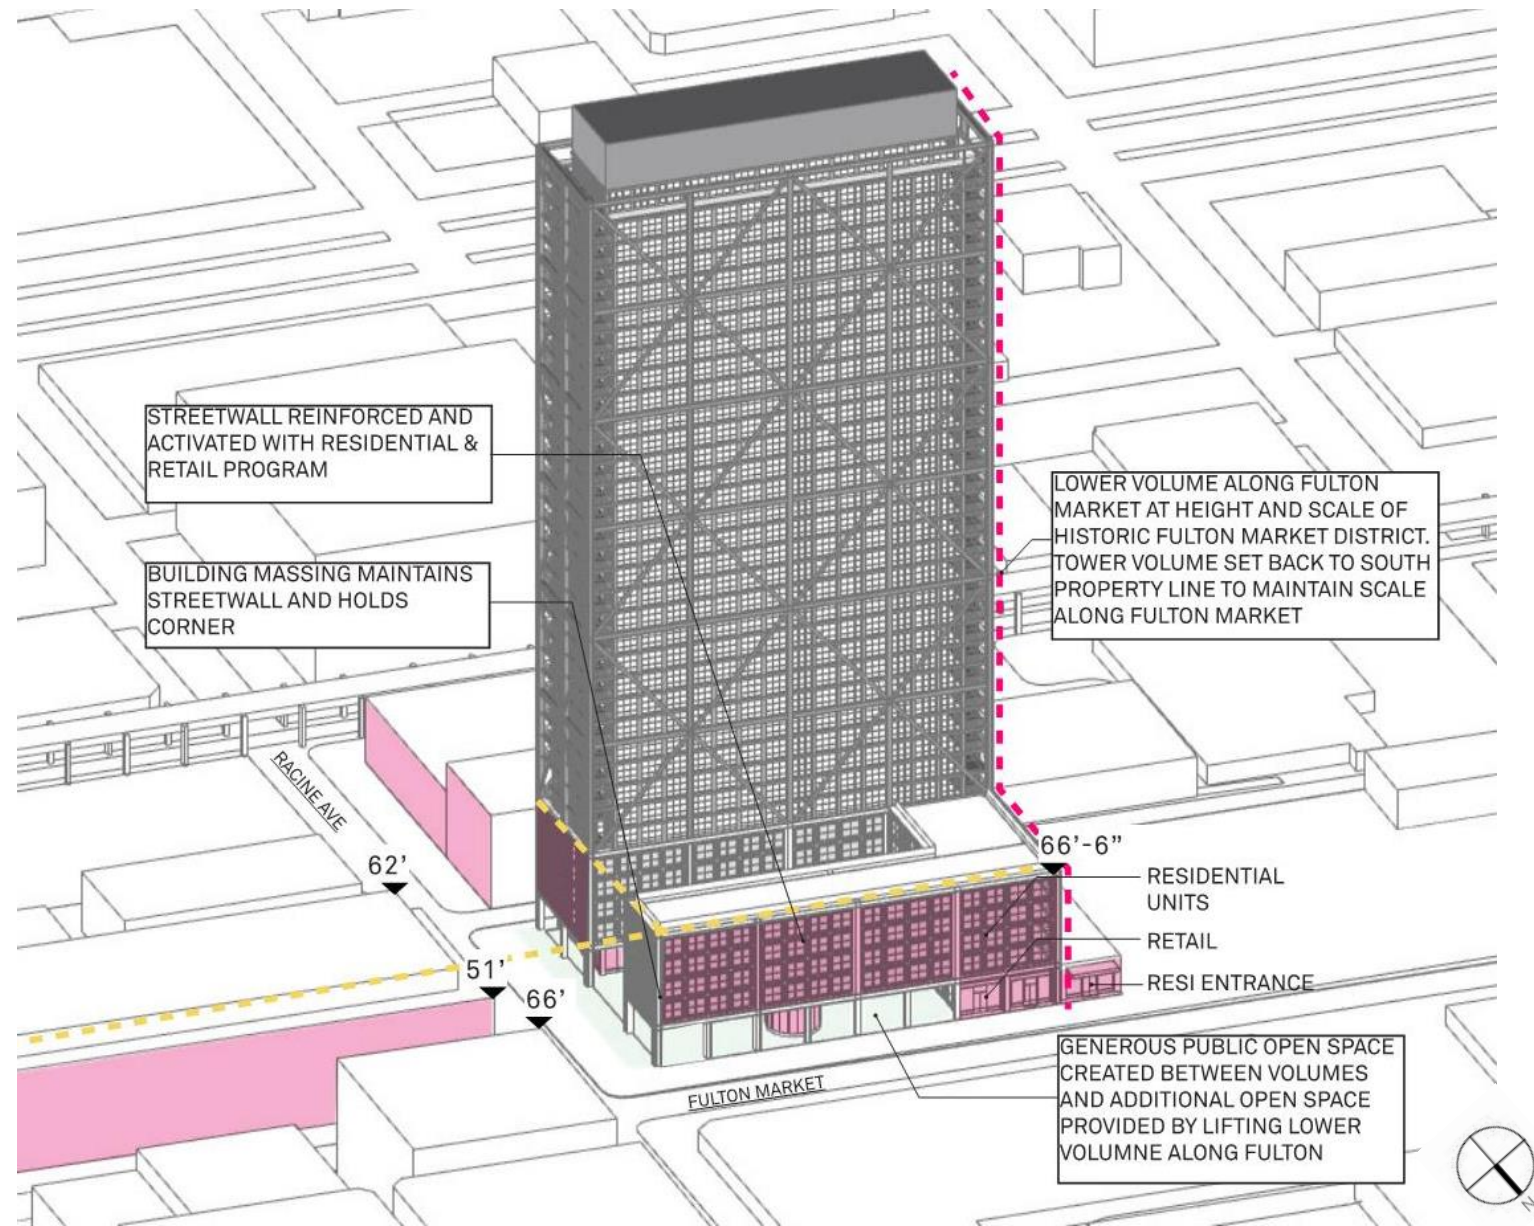 STREETWALL REINFORCED AND
ACTIVATED WITH RESIDENTIAL &
RETAIL PROGRAM
LOWER VOLUME ALONG FULTON
MARKET AT HEIGHT AND SCALE OF
HISTORIC FULTON MARKET DISTRICT.
TOWER VOLUME SET BACK TO SOUTH
PROPERTY LINE TO MAINTAIN SCALE
ALONG FULTON MARKET
BUILDING MASSING MAINTAINS
STREETWALL AND HOLDS
CORNER
RACINE AVE
62'
66'-6"
RESIDENTIAL
UNITS
RETAIL
RESI ENTRANCE
51'
66'
FULTON MARKET
GENEROUS PUBLIC OPEN SPACE
CREATED BETWEEN VOLUMES
AND ADDITIONAL OPEN SPACE
PROVIDED BY LIFTING LOWER
VOLUMNE ALONG FULTON
N